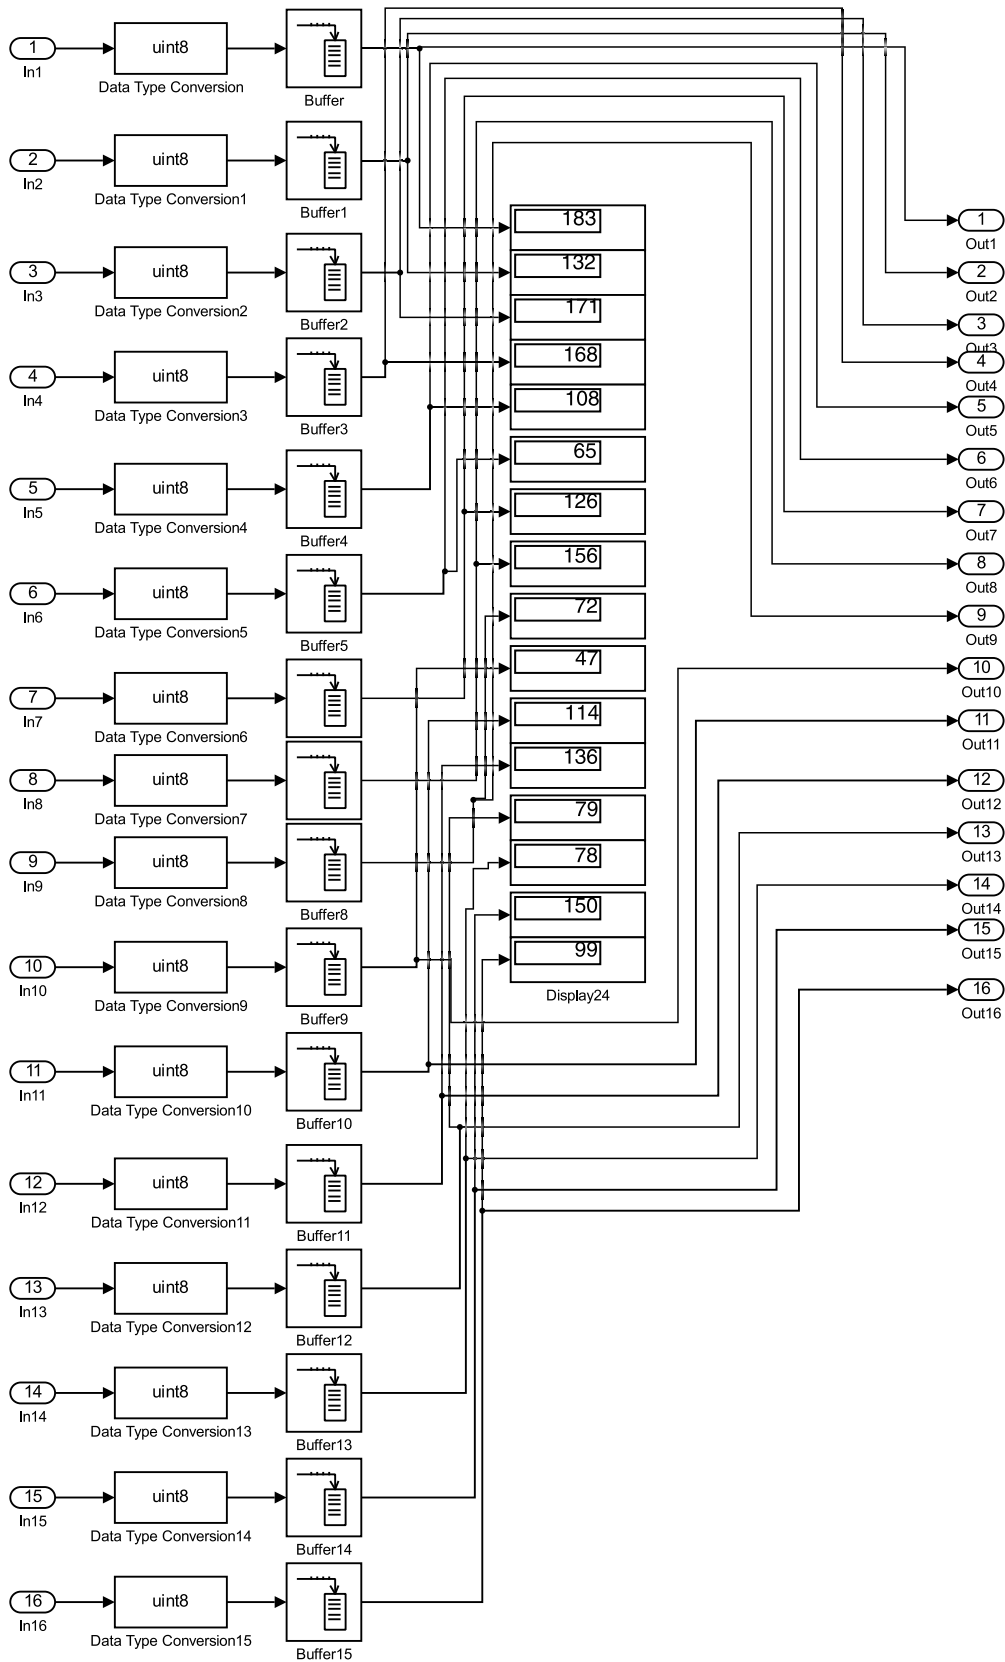 1
uint8
In1
Data Type Conversion
Buffer
2
uint8
In2
Data Type Conversion1
Buffer1
3
uint8
In3
Data Type Conversion2
Buffer2
4
uint8
In4
Data Type Conversion3
Buffer3
5
uint8
In5
Data Type Conversion4
Buffer4
6
uint8
In6
Data Type Conversion5
Buffer5
7
uint8
In7
Data Type Conversion6
8
uint8
In8
Data Type Conversion7
9
uint8
In9
Data Type Conversion8
Buffer8
10
uint8
In10
Data Type Conversion9
Buffer9
11
uint8
In11
Data Type Conversion10
Buffer10
12
uint8
In12
Data Type Conversion11
Buffer11
13
uint8
In13
Data Type Conversion12
Buffer12
14
uint8
In14
Data Type Conversion13
Buffer13
15
uint8
In15
Data Type Conversion14
Buffer14
16
uint8
In16
Data Type Conversion15
Buffer15
183
132
171
168
108
65
126
156
72
47
114
136
79
78
150
99
Display24
1
Out1
2
Out2
3
Out3
4
Out4
5
Out5
6
Out6
7
Out7
8
Out8
9
Out9
10
Out10
11
Out11
12
Out12
13
Out13
14
Out14
15
Out15
16
Out16